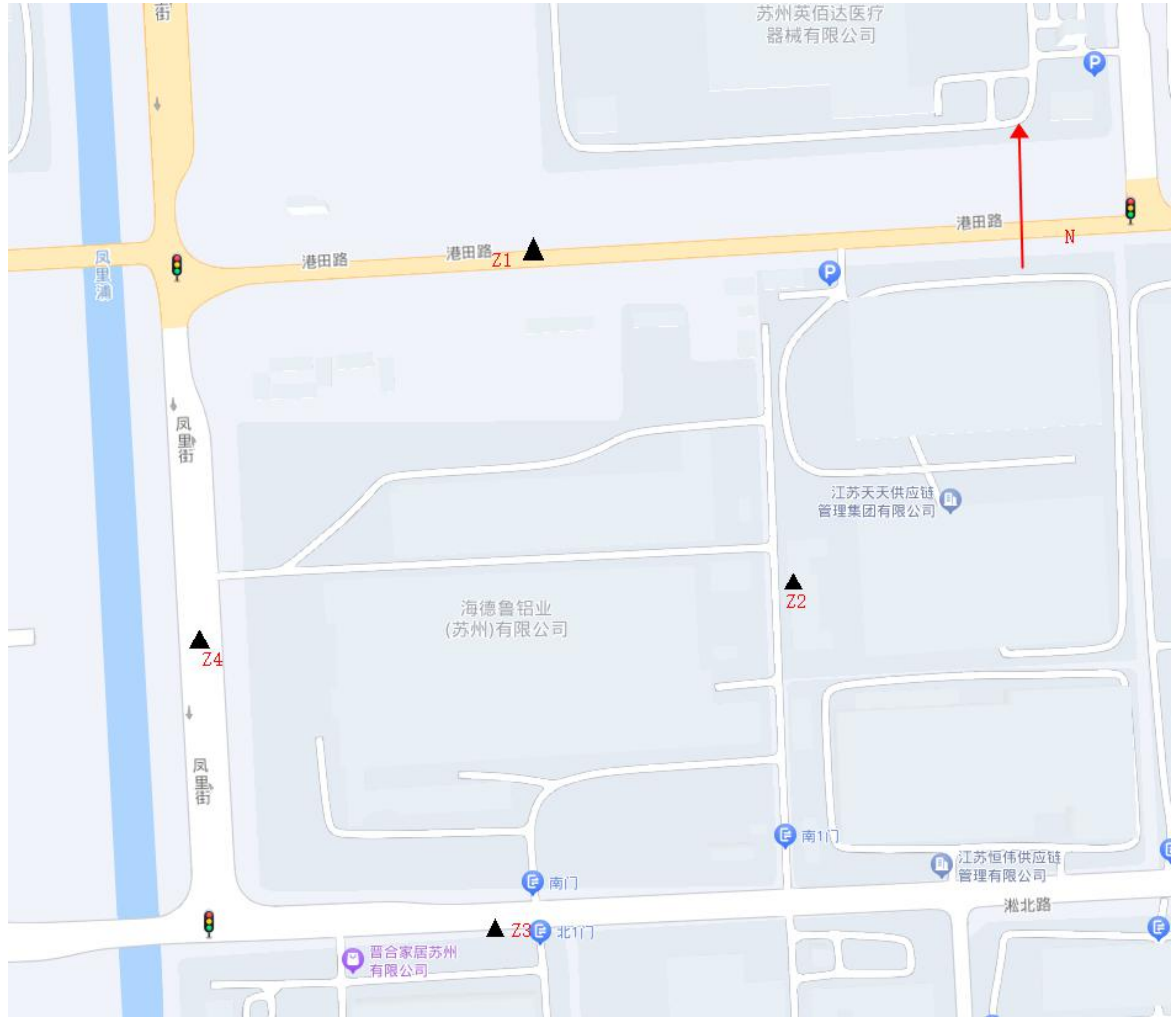 街
苏州英佰达医疗
器械有限公司
P
凤
里
浦
港田路
港田路
Z1
港田路
N
P
凤
里
街
江苏天天供应链
管理集团有限公司
海德鲁铝业
(苏州)有限公司
Z2
Z4
凤
里
街
南1门
江苏恒伟供应链
管理有限公司
南门
淞北路
Z3
北1门
晋合家居苏州
有限公司